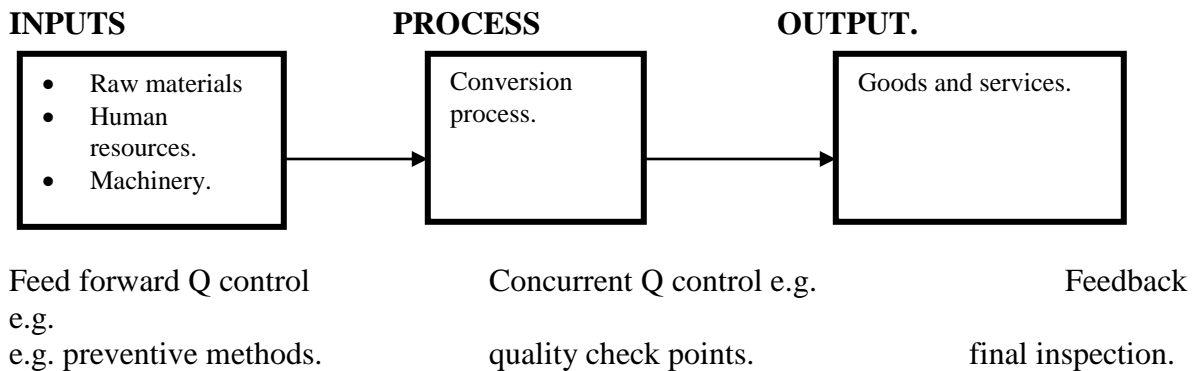 INPUTS PROCESS OUTPUT.
• Raw materials
• Human
resources.
• Machinery.
Conversion
process.
Goods and services.
Feed forward Q control Concurrent Q control e.g. Feedback
e.g.
e.g. preventive methods. quality check points. final inspection.